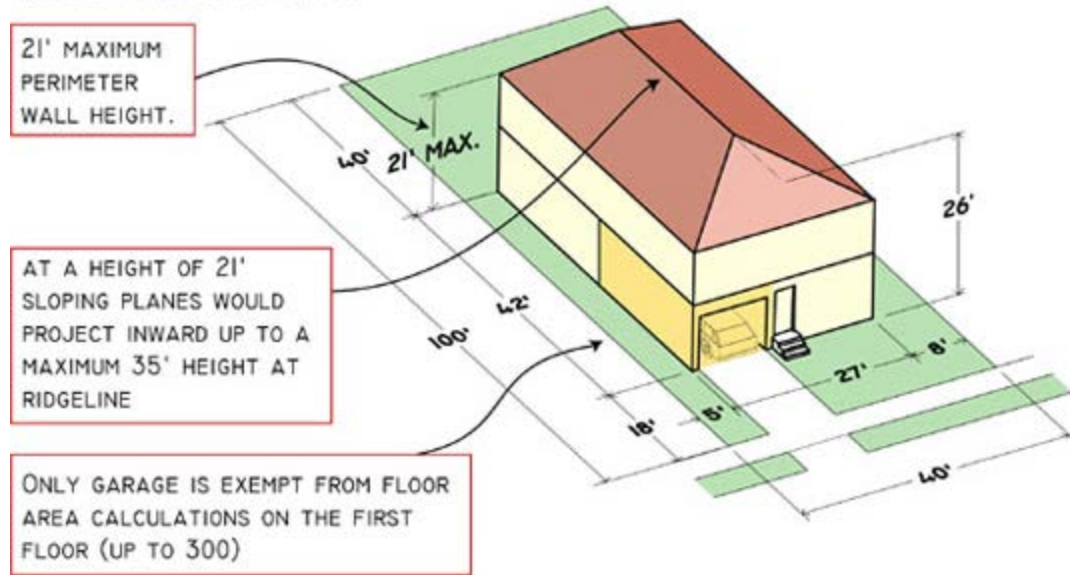 21' MAXIMUM
PERIMETER
WALL HEIGHT.
40'
21' MAX.
26'
AT A HEIGHT OF 21'
SLOPING PLANES WOULD
PROJECT INWARD UP TO A
MAXIMUM 35' HEIGHT AT
RIDGELINE
42'
100'
27'
8'
18'
5'
40'
ONLY GARAGE IS EXEMPT FROM FLOOR
AREA CALCULATIONS ON THE FIRST
FLOOR (UP TO 300)